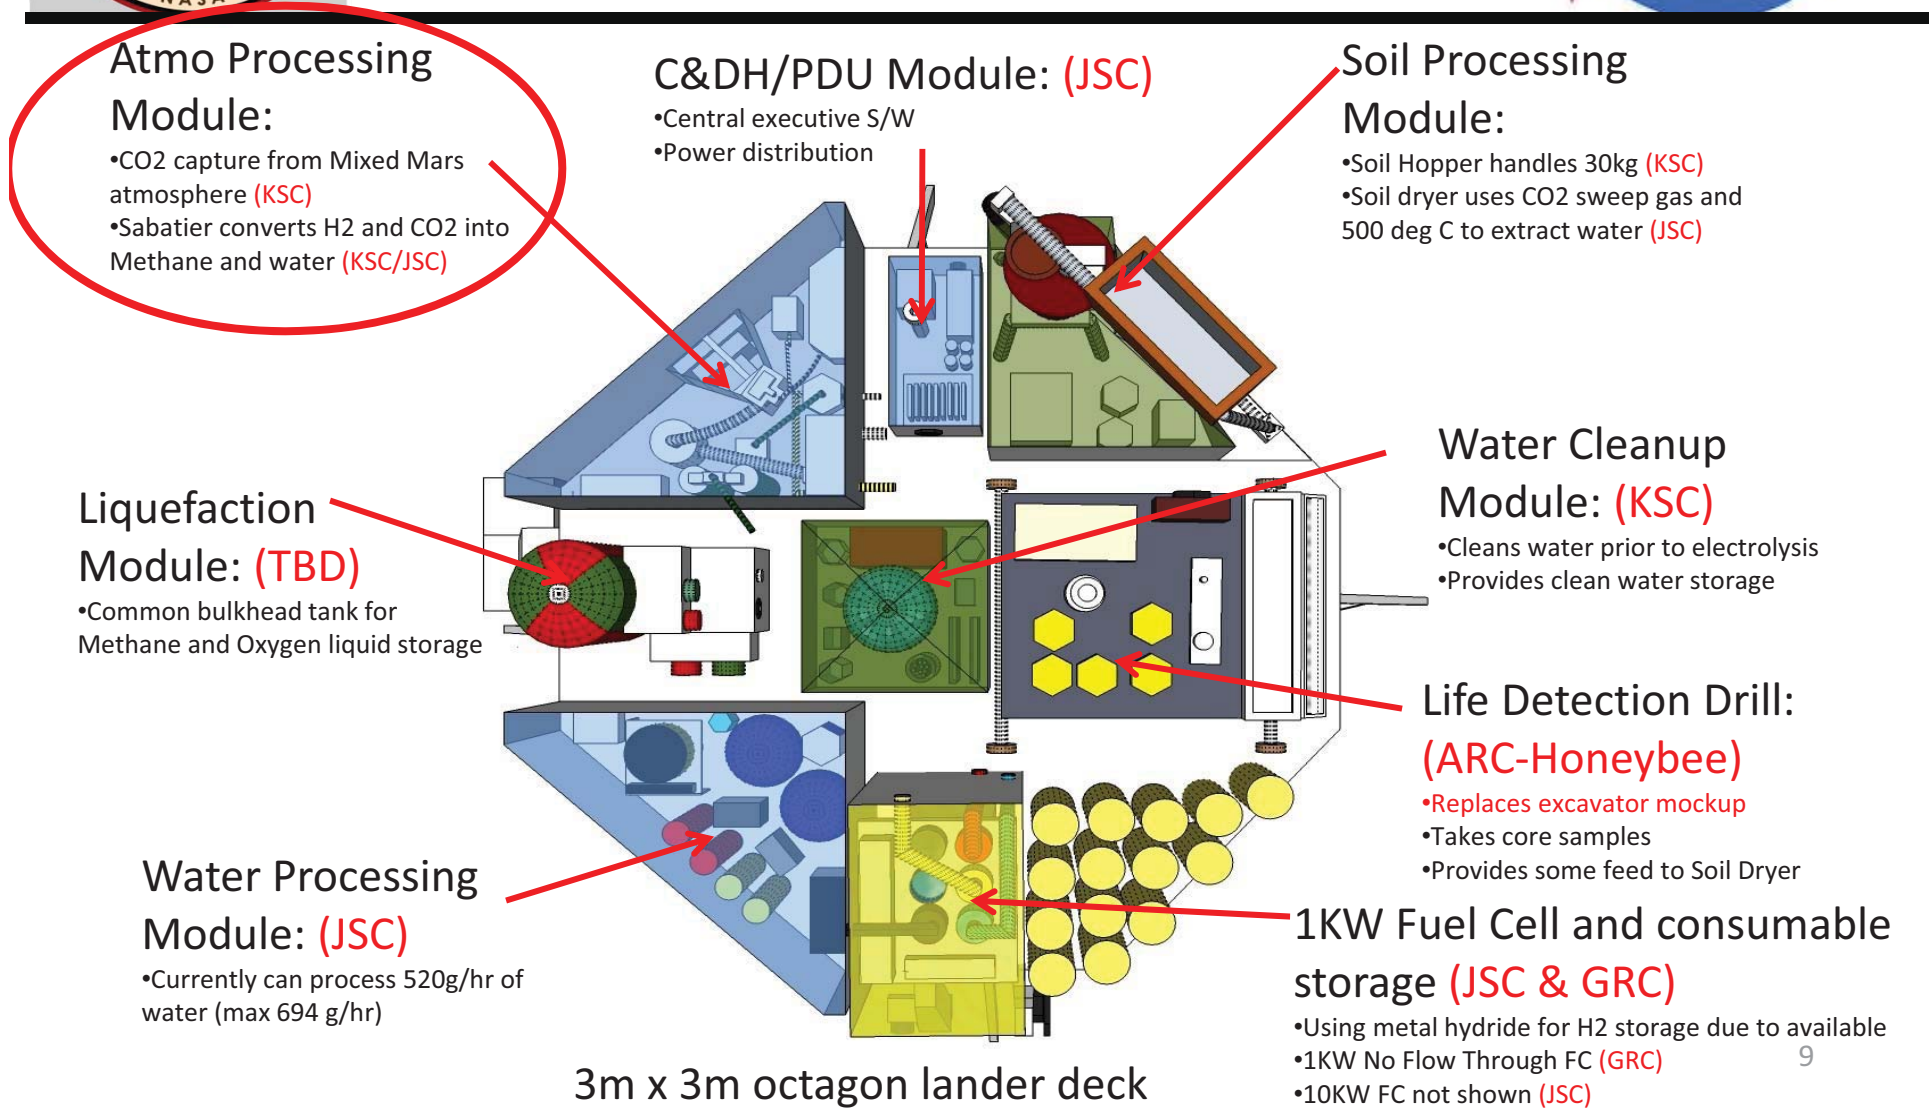 NASA
Atmo Processing
Module:
•CO2 capture from Mixed Mars
atmosphere (KSC)
•Sabatier converts H2 and CO2 into
Methane and water (KSC/JSC)
C&DH/PDU Module: (JSC)
•Central executive S/W
•Power distribution
Soil Processing
Module:
•Soil Hopper handles 30kg (KSC)
•Soil dryer uses CO2 sweep gas and
500 deg C to extract water (JSC)
Water Cleanup
Module: (KSC)
•Cleans water prior to electrolysis
•Provides clean water storage
Liquefaction
Module: (TBD)
•Common bulkhead tank for
Methane and Oxygen liquid storage
Life Detection Drill:
(ARC-Honeybee)
•Replaces excavator mockup
•Takes core samples
•Provides some feed to Soil Dryer
Water Processing
Module: (JSC)
•Currently can process 520g/hr of
water (max 694 g/hr)
1KW Fuel Cell and consumable
storage (JSC & GRC)
•Using metal hydride for H2 storage due to available
•1KW No Flow Through FC (GRC)
•10KW FC not shown (JSC)
3m x 3m octagon lander deck
9